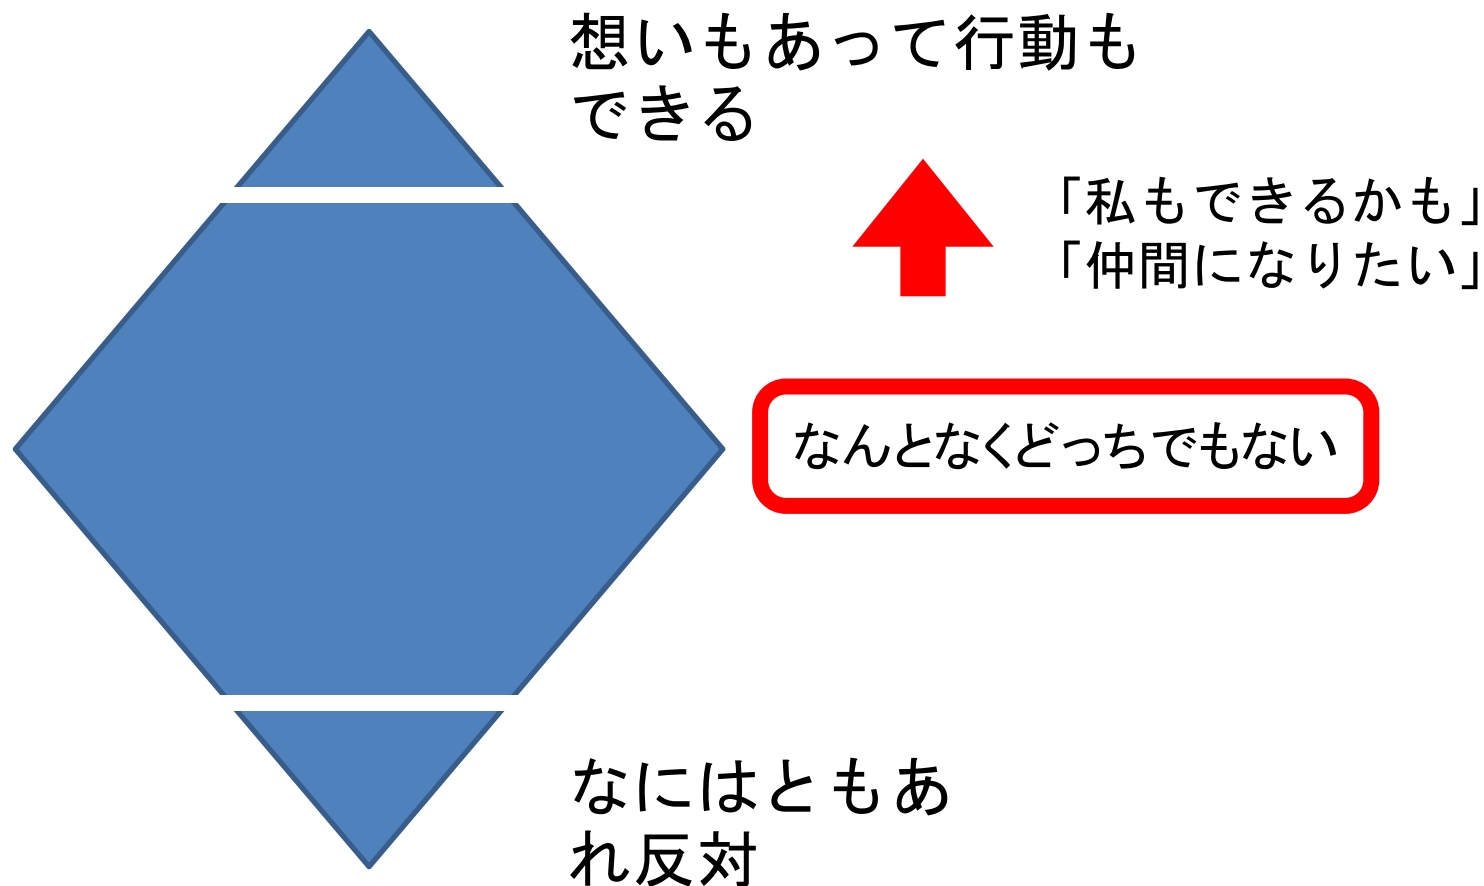 想いもあって行動も
できる
「私もできるかも」
「仲間になりたい」
なんとなくどっちでもない
なにはともあ
れ反対